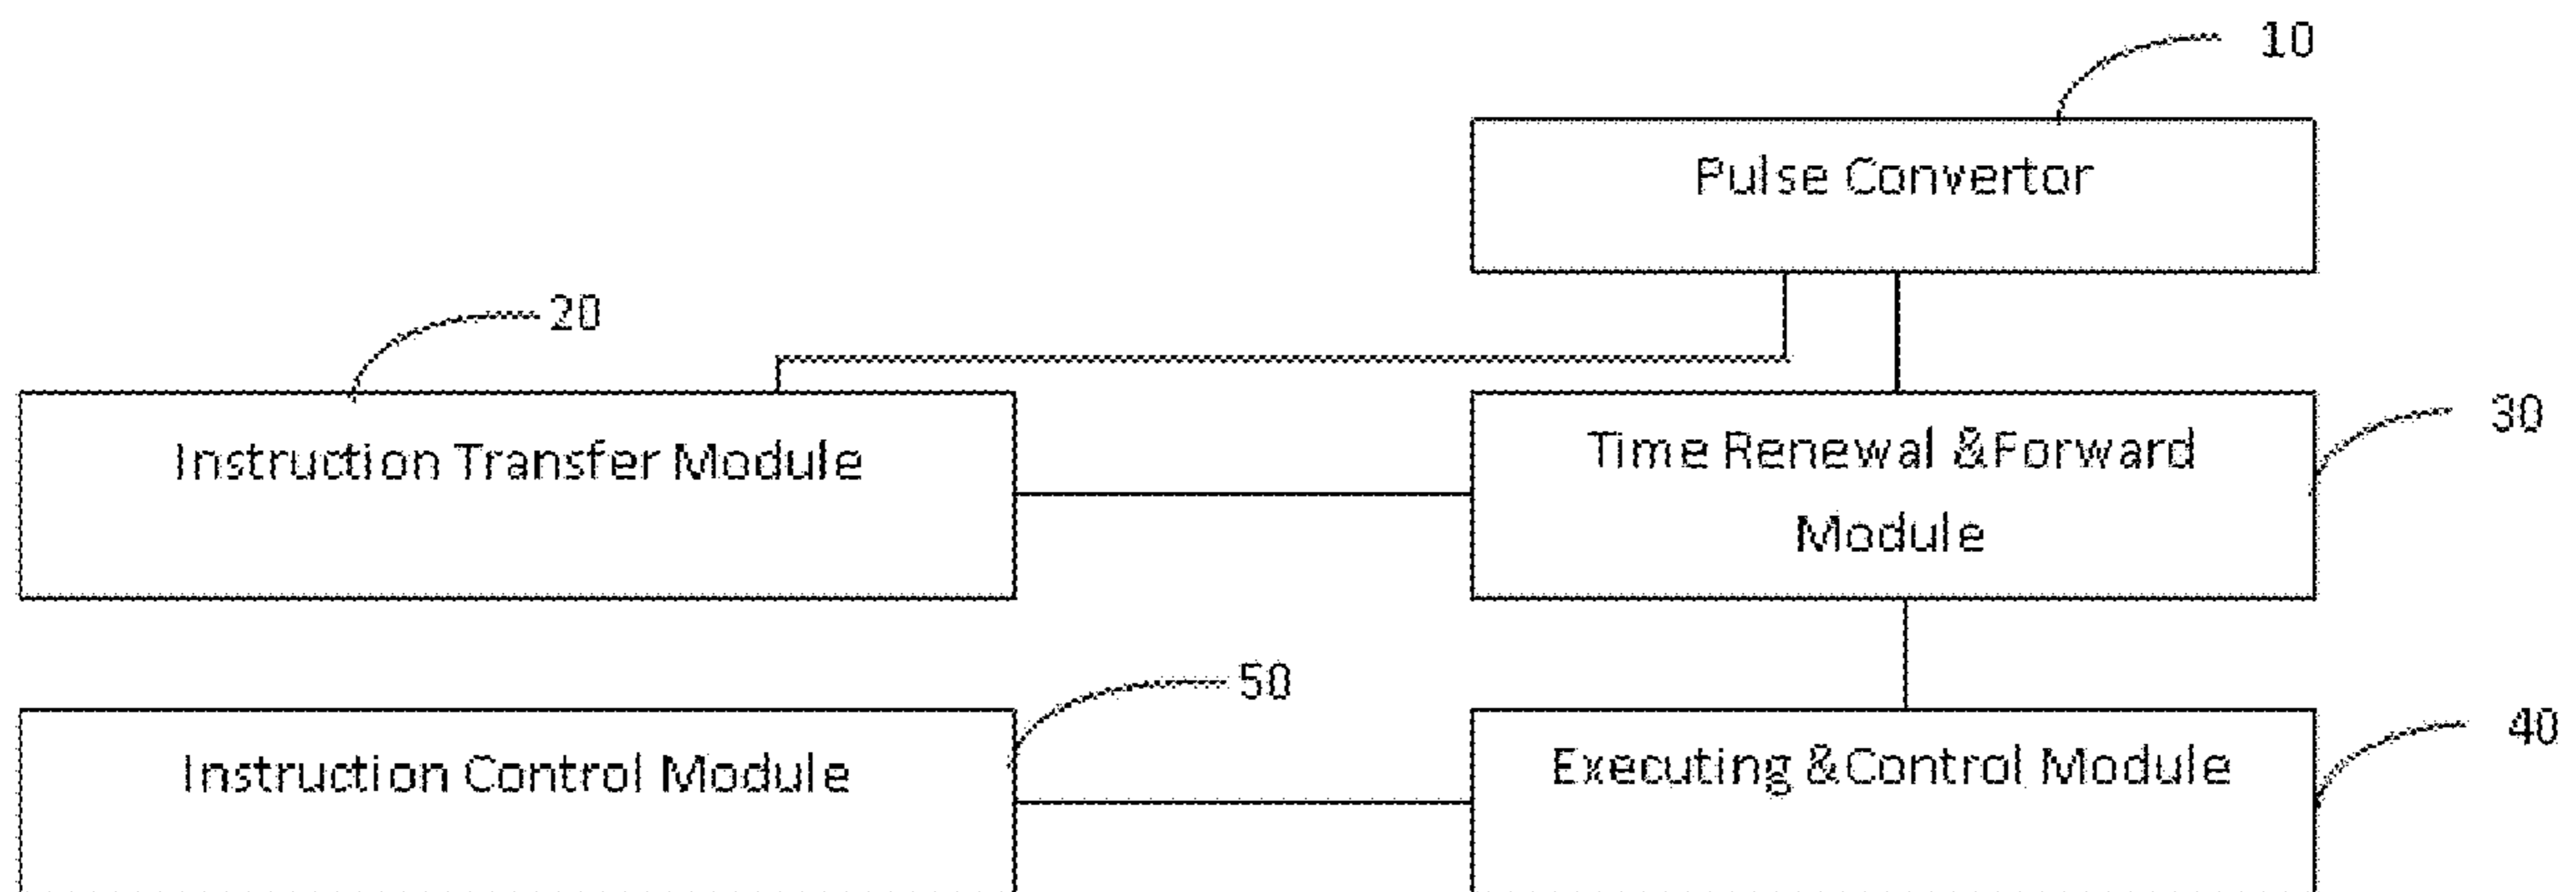 10
Pulse Convertor
20
Instruction Transfer Module
30
Time Renewal &Forward
Module
50
Instruction Control Module
40
Executing &Control Module